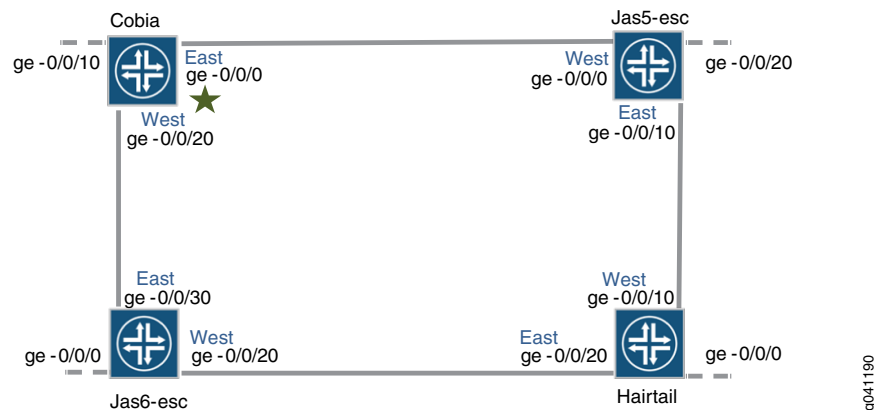 Cobia
Jas5-esc
ge -0/0/10
East
ge -0/0/0
West
ge -0/0/0
ge -0/0/20
West
ge -0/0/20
East
ge -0/0/10
East
ge -0/0/30
West
ge -0/0/10
ge -0/0/0
West
ge -0/0/20
East
ge -0/0/20
ge -0/0/0
Jas6-esc
Hairtail
g041190